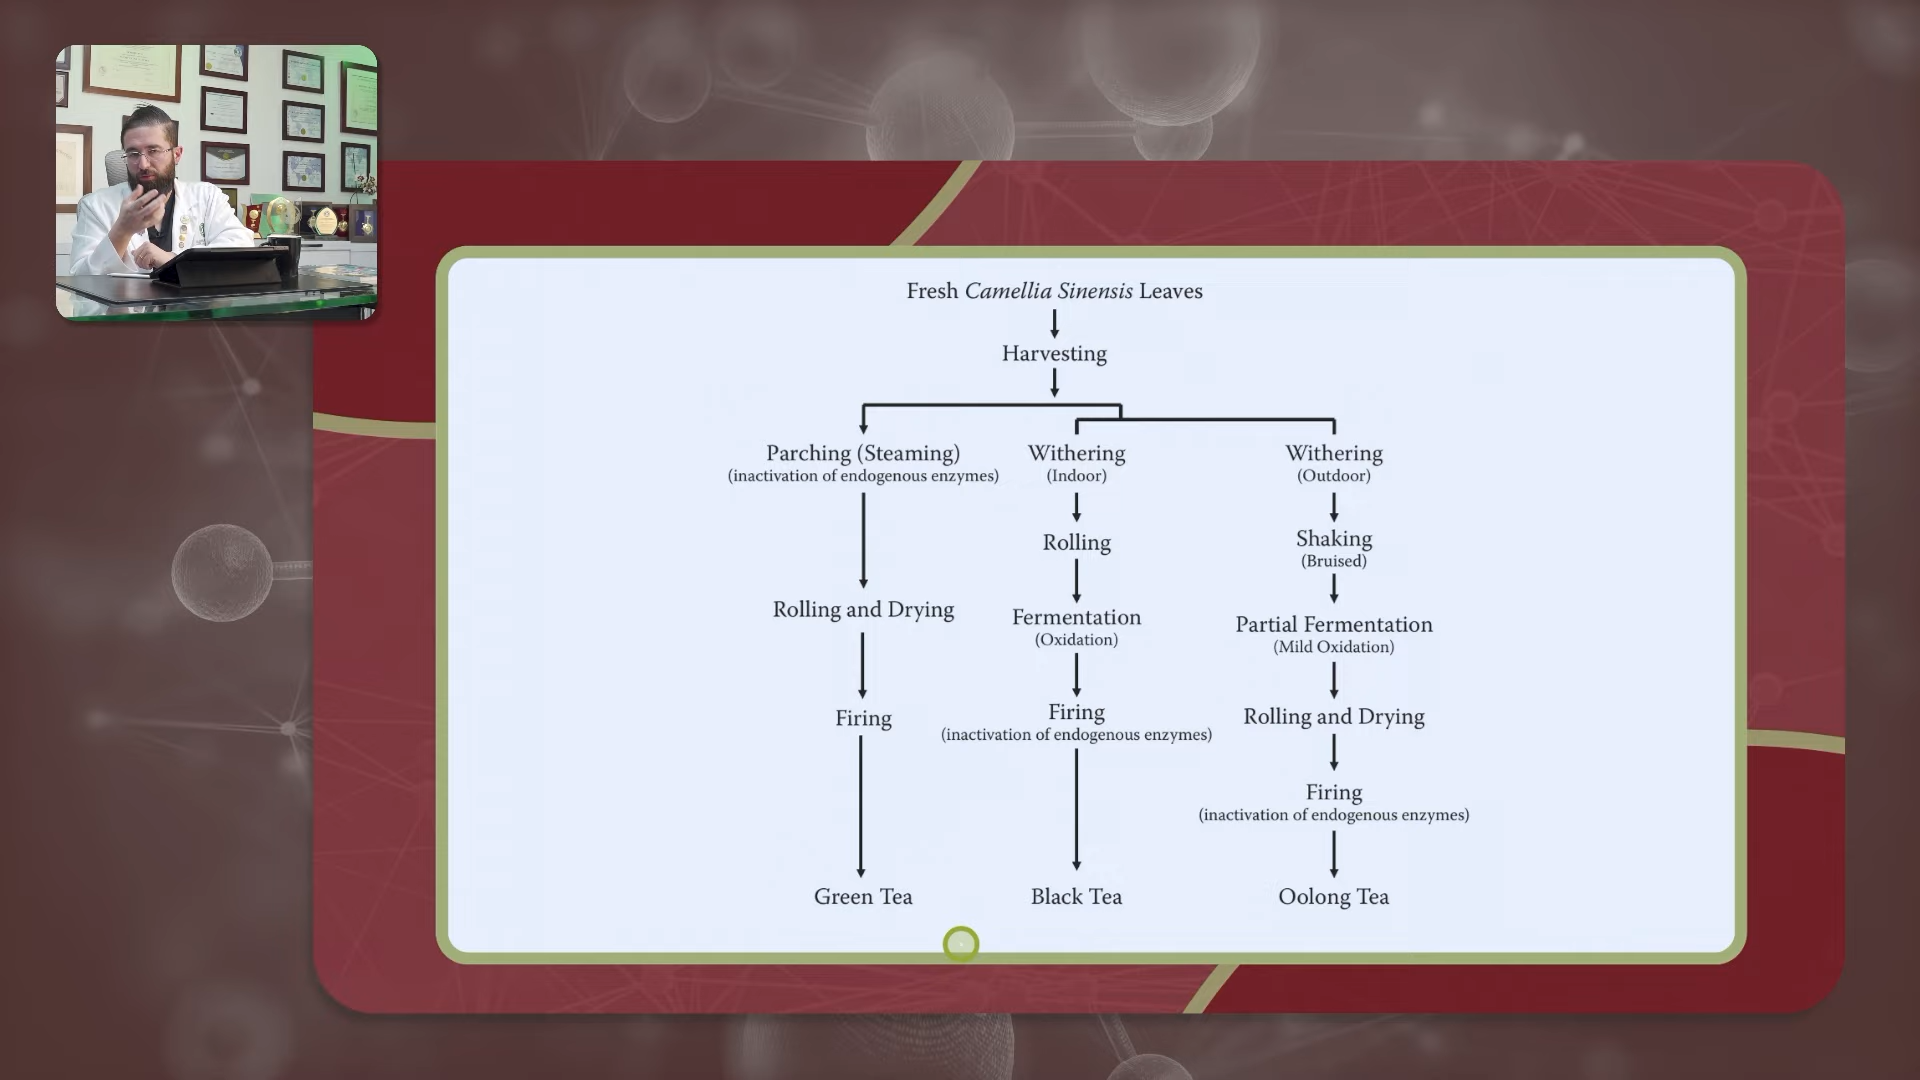 Fresh Camellia Sinensis Leaves
Harvesting
Parching (Steaming)
(inactivation of endogenous enzymes)
Rolling and Drying
Firing
Green Tea
Withering
(Indoor)
Rolling
Fermentation
(Oxidation)
Firing
(inactivation of endogenous enzymes)
Black Tea
Withering
(Outdoor)
Shaking
(Bruised)
Partial Fermentation
(Mild Oxidation)
Rolling and Drying
Firing
(inactivation of endogenous enzymes)
Oolong Tea